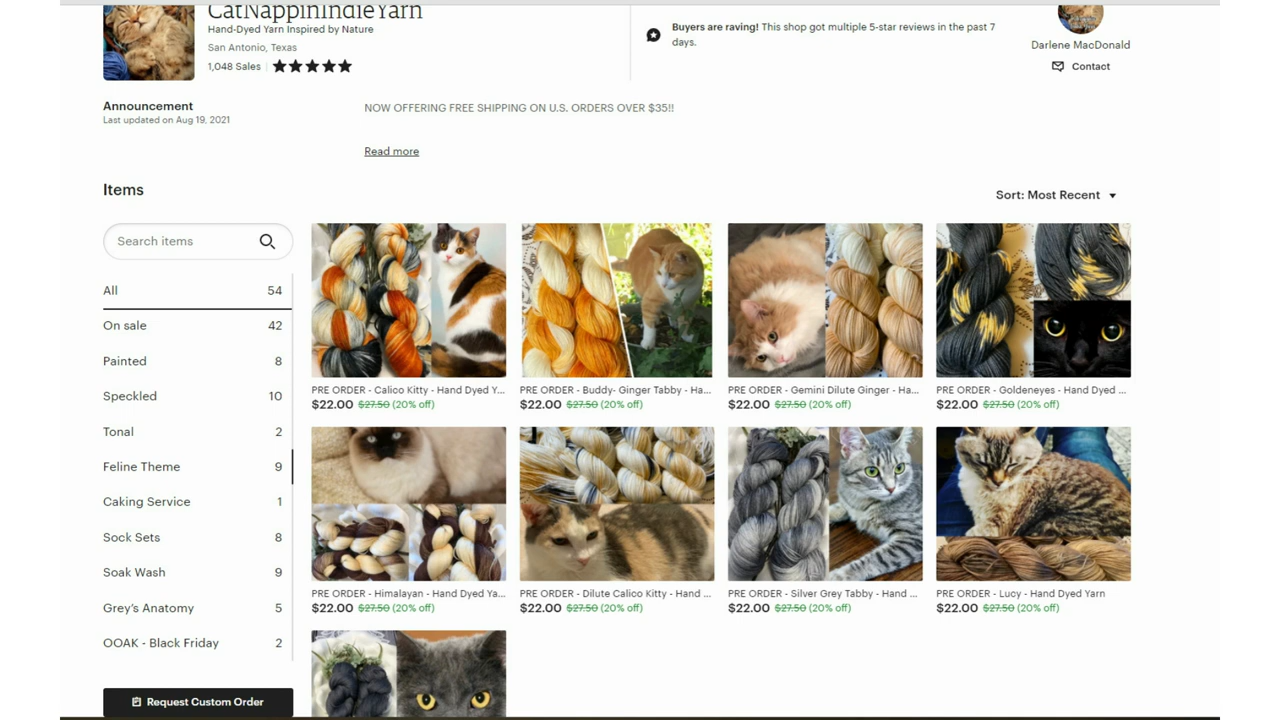 CatNappinIndieYarn
Hand-Dyed Yarn Inspired by Nature
San Antonio, Texas
1,048 Sales
Buyers are raving! This shop got multiple 5-star reviews in the past 7
days.
Darlene MacDonald
Contact
Announcement
Last updated on Aug 19, 2021
NOW OFFERING FREE SHIPPING ON U.S. ORDERS OVER $35!!
Read more
Items
Sort: Most Recent
Search items
All 54
On sale 42
Painted 8
Speckled 10
Tonal 2
Feline Theme 9
Caking Service 1
Sock Sets 8
Soak Wash 9
Grey's Anatomy 5
OOAK - Black Friday 2
Request Custom Order
PRE ORDER - Calico Kitty - Hand Dyed Y...
$22.00 $27.50 (20% off)
PRE ORDER - Buddy- Ginger Tabby - Ha...
$22.00 $27.50 (20% off)
PRE ORDER - Gemini Dilute Ginger - Ha...
$22.00 $27.50 (20% off)
PRE ORDER - Goldeneyes - Hand Dyed ...
$22.00 $27.50 (20% off)
PRE ORDER - Himalayan - Hand Dyed Ya...
$22.00 $27.50 (20% off)
PRE ORDER - Dilute Calico Kitty - Hand ...
$22.00 $27.50 (20% off)
PRE ORDER - Silver Grey Tabby - Hand ...
$22.00 $27.50 (20% off)
PRE ORDER - Lucy - Hand Dyed Yarn
$22.00 $27.50 (20% off)